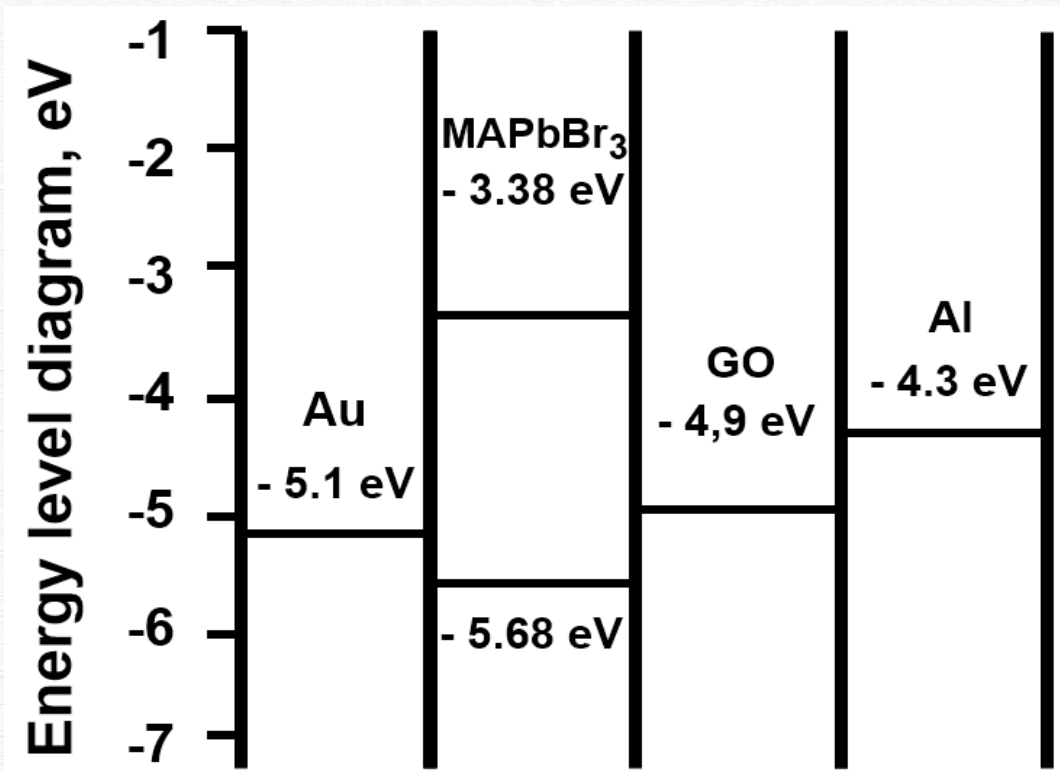 Energy level diagram, eV
-1
-2
-3
-4
-5
-6
-7
Au
- 5.1 eV
MAPbBr₃
- 3.38 eV
- 5.68 eV
GO
- 4,9 eV
Al
- 4.3 eV